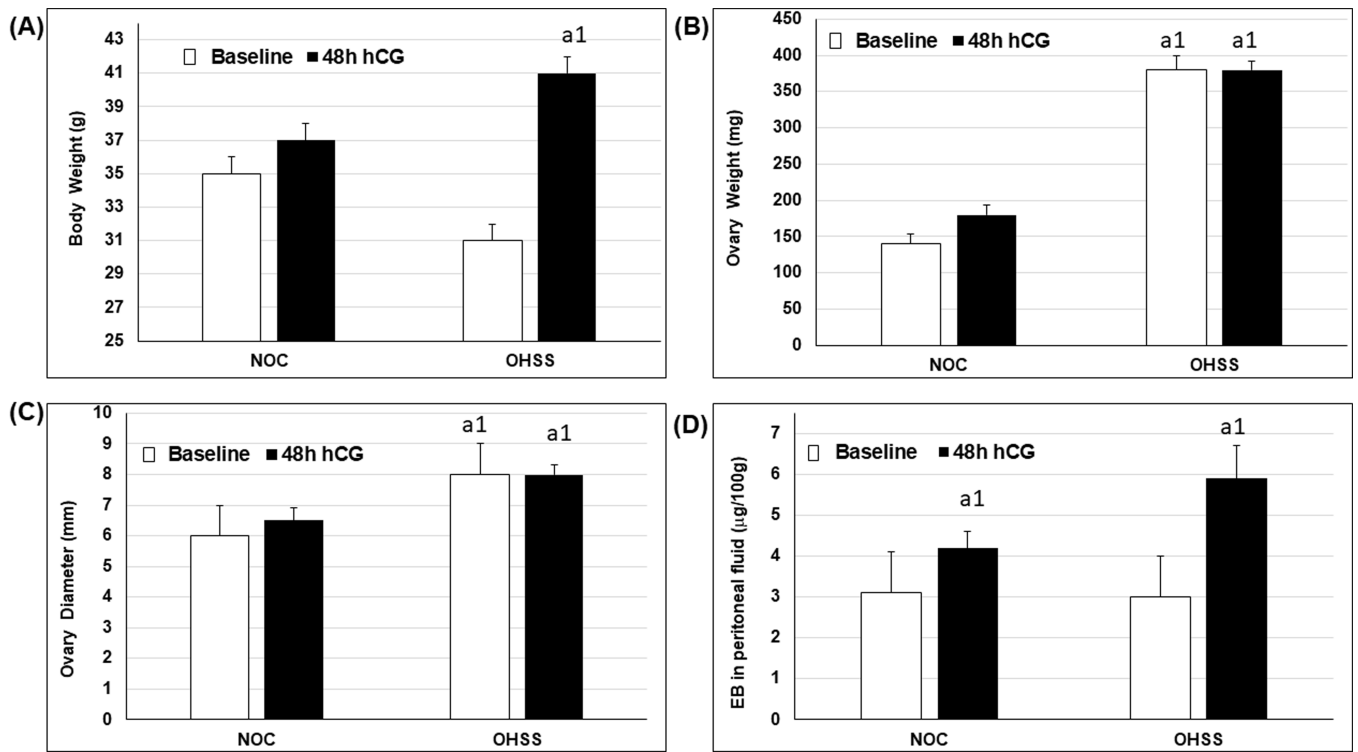 (A)
Body Weight (g)
43
41
39
37
35
33
31
29
27
25
Baseline 48h hCG
a1
NOC OHSS
(B)
Ovary Weight (mg)
450
400
350
300
250
200
150
100
50
0
Baseline 48h hCG
a1 a1
NOC OHSS
(C)
Ovary Diameter (mm)
10
9
8
7
6
5
4
3
2
1
0
Baseline 48h hCG
a1 a1
NOC OHSS
(D)
EB in peritoneal fluid (µg/100g)
7
6
5
4
3
2
1
0
Baseline 48h hCG
a1
a1
NOC OHSS